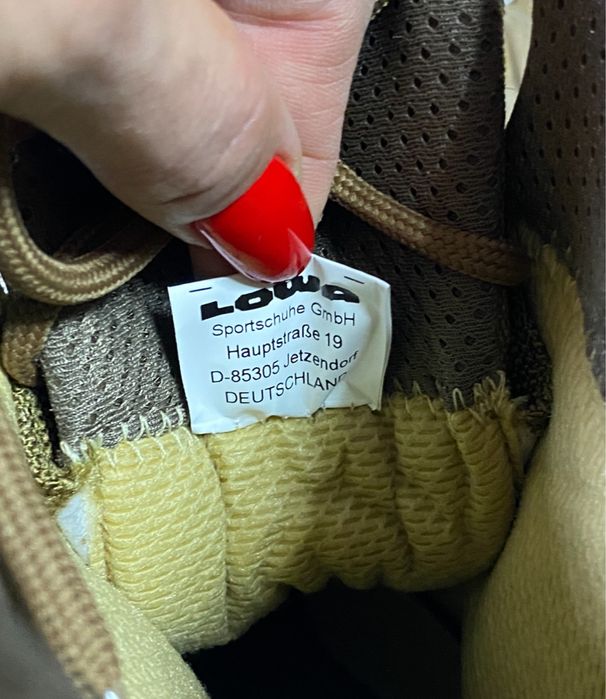 LOWA
Sportschuhe GmbH
Hauptstraße 19
D-85305 Jetzendorf
DEUTSCHLAND